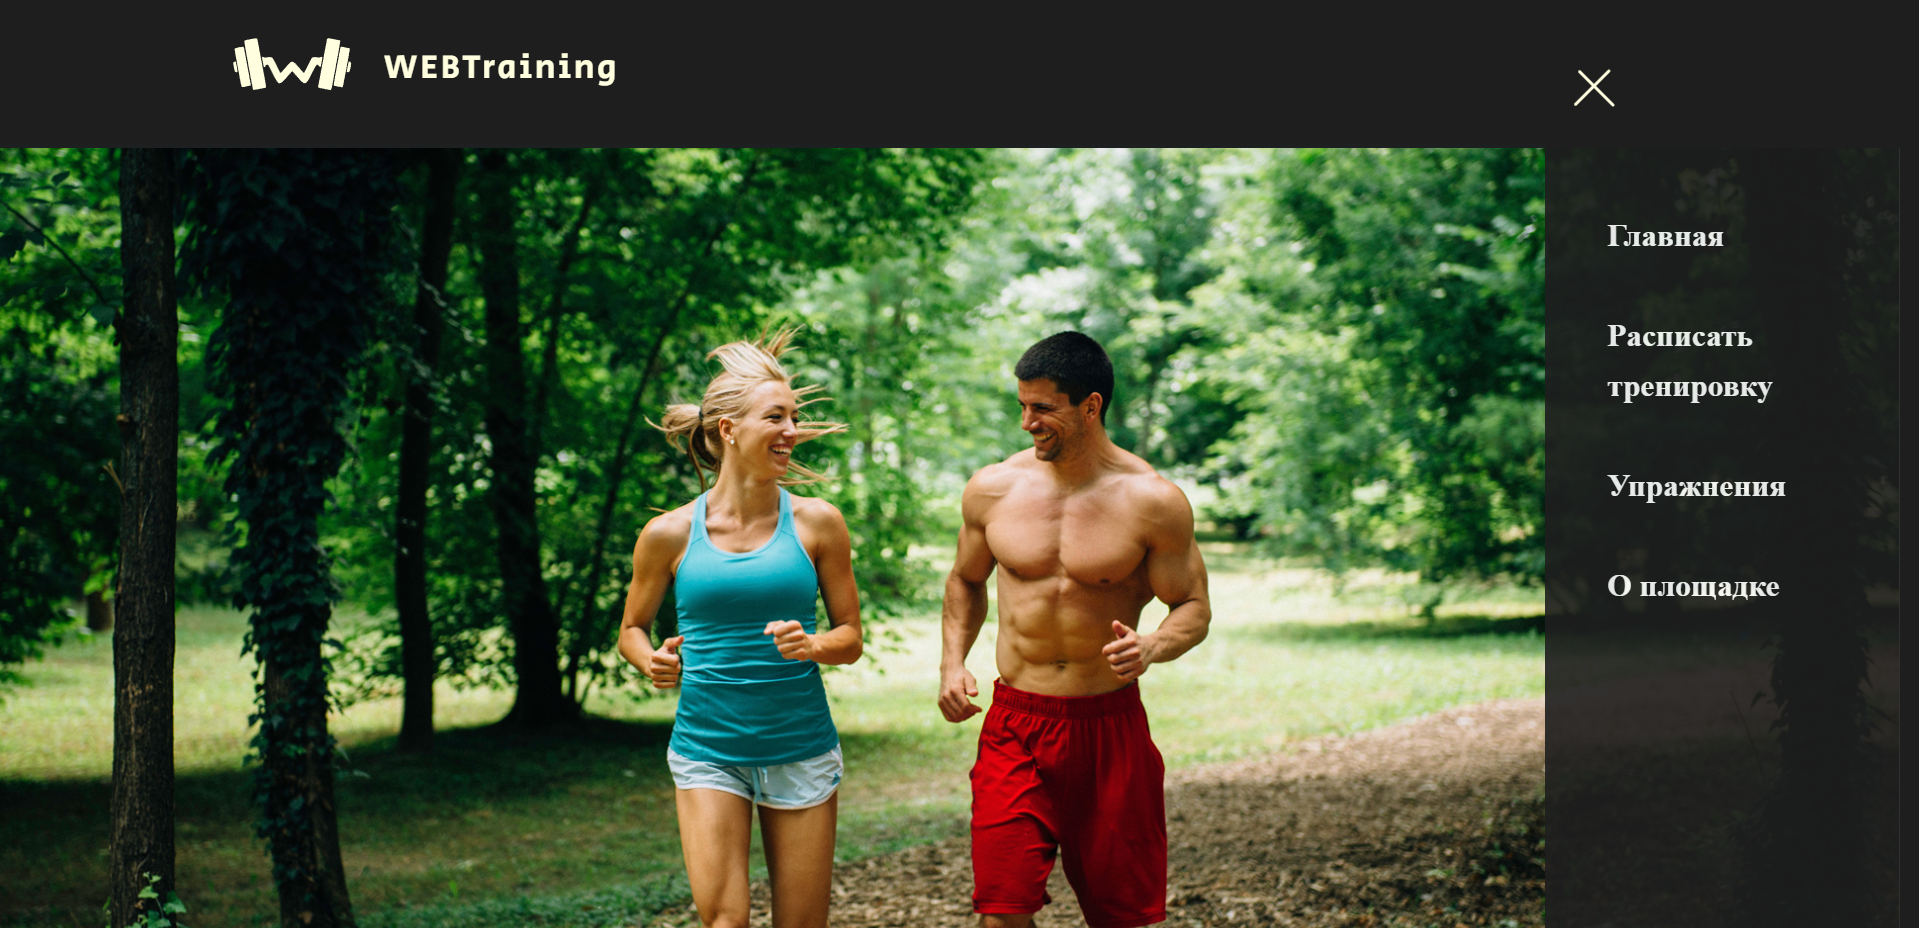 WEBTraining
Главная
Расписать
тренировку
Упражнения
О площадке